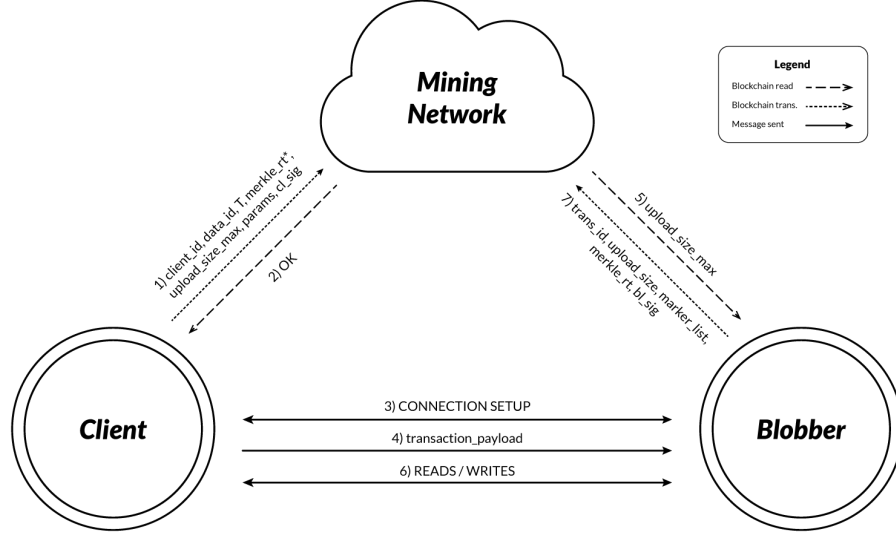 Mining
Network
Legend
Blockchain read
Blockchain trans.
Message sent
1) client_id, data_id, T, merkle_rt*,
upload_size_max, params, cl_sig
2) OK
5) upload_size_max
7) trans_id, upload_size, marker_list,
merkle_rt, bl_sig
Client
3) CONNECTION SETUP
4) transaction_payload
6) READS / WRITES
Blobber